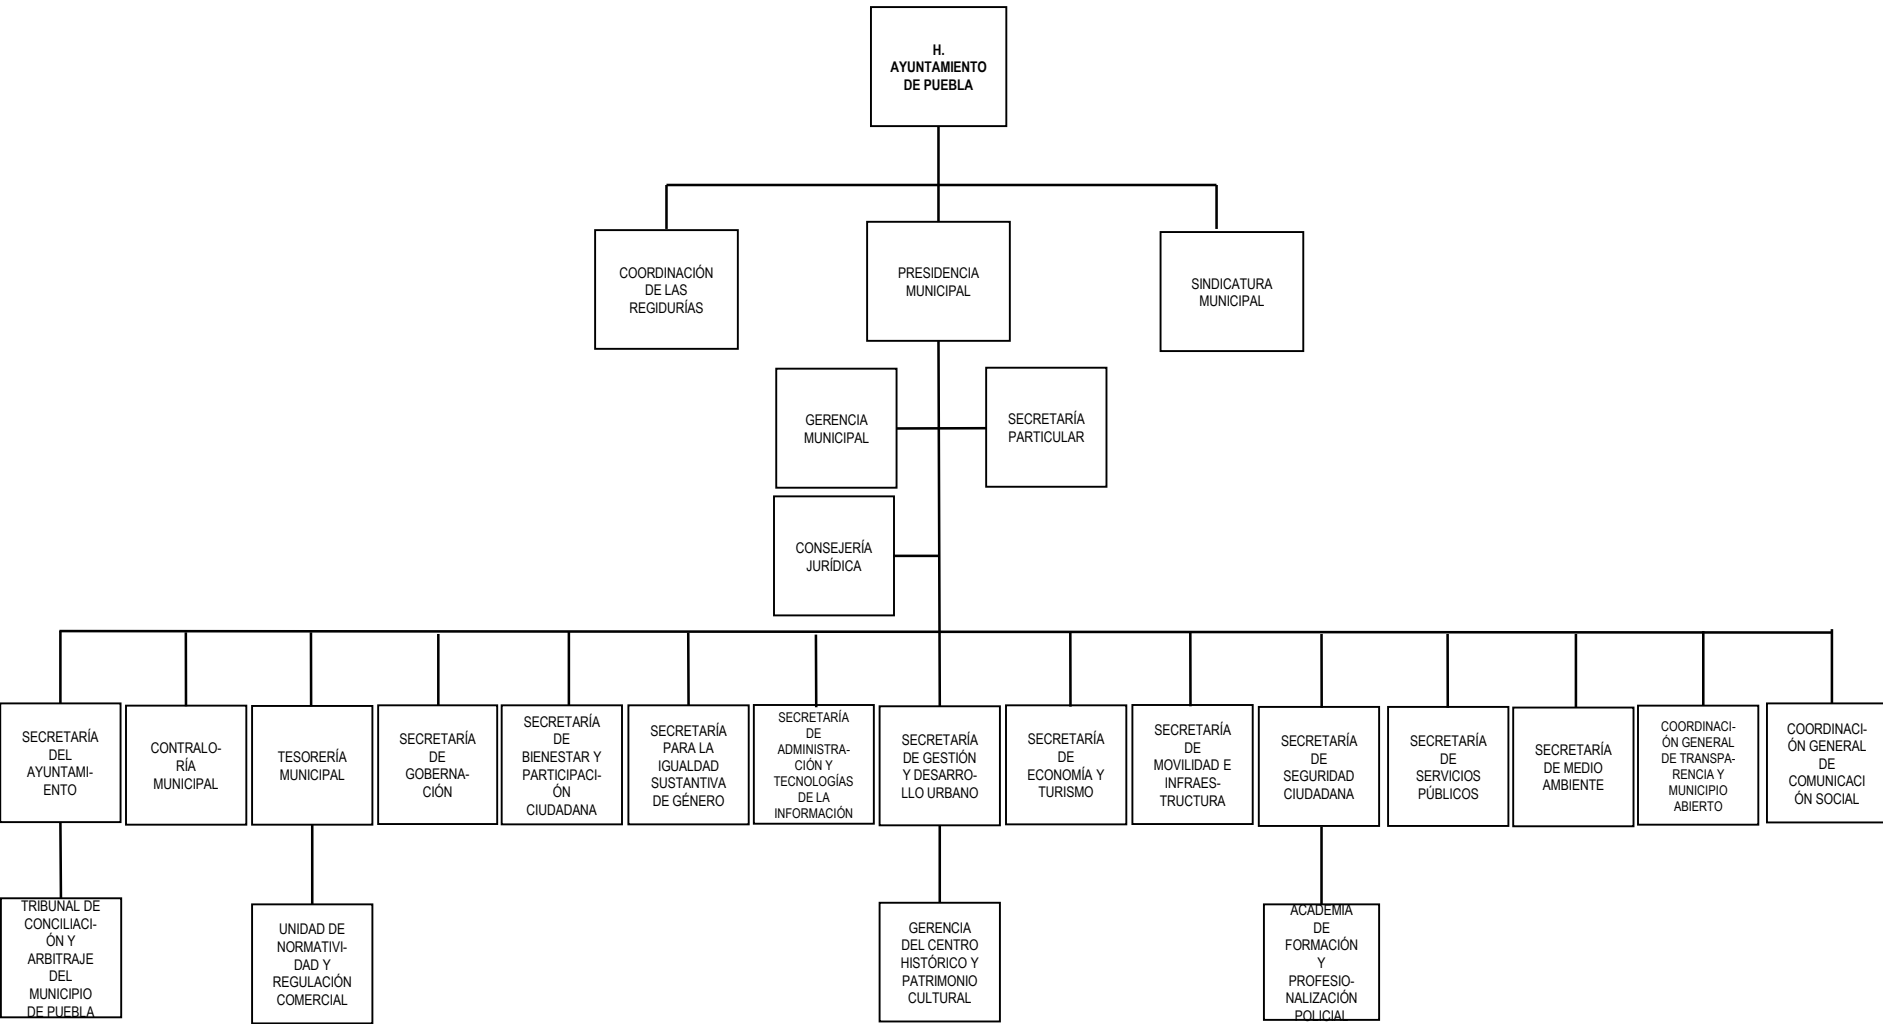 H.
AYUNTAMIENTO
DE PUEBLA
COORDINACIÓN
DE LAS
REGIDURÍAS
PRESIDENCIA
MUNICIPAL
SINDICATURA
MUNICIPAL
GERENCIA
MUNICIPAL
SECRETARÍA
PARTICULAR
CONSEJERÍA
JURÍDICA
SECRETARÍA
DEL
AYUNTAMI-
ENTO
CONTRALO-
RÍA
MUNICIPAL
TESORERÍA
MUNICIPAL
SECRETARÍA
DE
GOBERNA-
CIÓN
SECRETARÍA
DE
BIENESTAR Y
PARTICIPACI-
ÓN
CIUDADANA
SECRETARÍA
PARA LA
IGUALDAD
SUSTANTIVA
DE GÉNERO
SECRETARÍA
DE
ADMINISTRA-
CIÓN Y
TECNOLOGÍAS
DE LA
INFORMACIÓN
SECRETARÍA
DE GESTIÓN
Y DESARRO-
LLO URBANO
SECRETARÍA
DE
ECONOMÍA Y
TURISMO
SECRETARÍA
DE
MOVILIDAD E
INFRAES-
TRUCTURA
SECRETARÍA
DE
SEGURIDAD
CIUDADANA
SECRETARÍA
DE
SERVICIOS
PÚBLICOS
SECRETARÍA
DE MEDIO
AMBIENTE
COORDINACI-
ÓN GENERAL
DE TRANSPA-
RENCIA Y
MUNICIPIO
ABIERTO
COORDINACI-
ÓN GENERAL
DE
COMUNICACI
ÓN SOCIAL
TRIBUNAL DE
CONCILIACI-
ÓN Y
ARBITRAJE
DEL
MUNICIPIO
DE PUEBLA
UNIDAD DE
NORMATIVI-
DAD Y
REGULACIÓN
COMERCIAL
GERENCIA
DEL CENTRO
HISTÓRICO Y
PATRIMONIO
CULTURAL
ACADEMIA
DE
FORMACIÓN
Y
PROFESIO-
NALIZACIÓN
POLICIAL